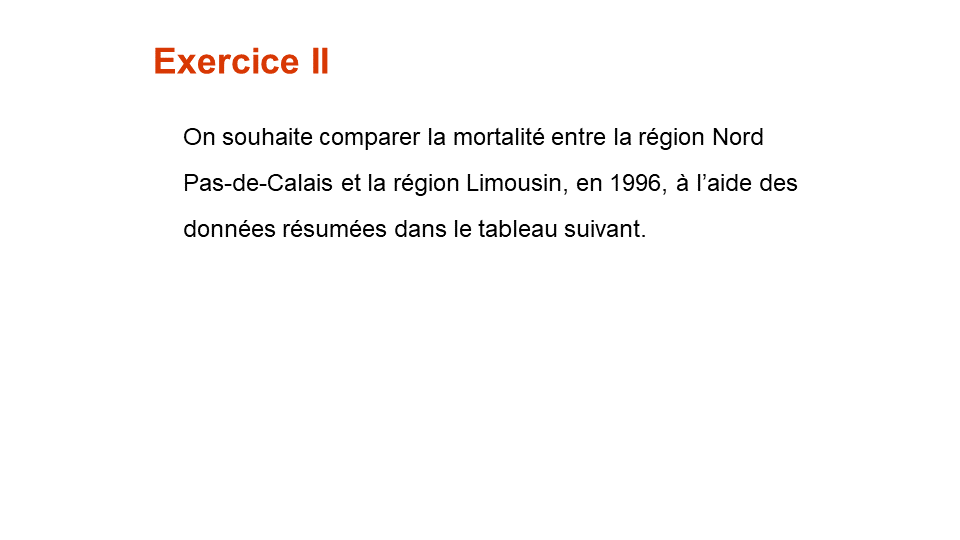 Exercice II
On souhaite comparer la mortalité entre la région Nord
Pas-de-Calais et la région Limousin, en 1996, à l’aide des
données résumées dans le tableau suivant.